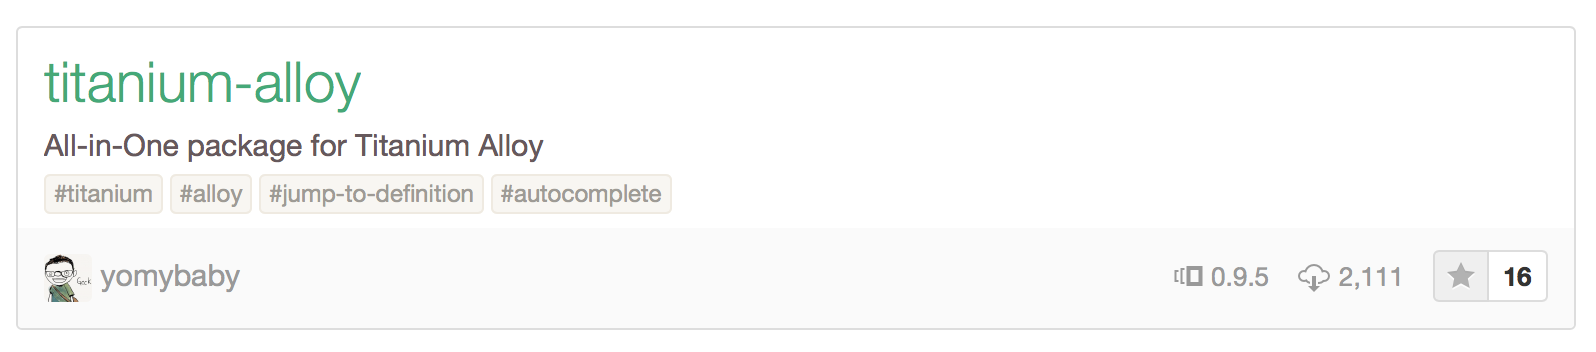 titanium-alloy
All-in-One package for Titanium Alloy
#titanium #alloy #jump-to-definition #autocomplete
Geek
yomybaby 0.9.5 2,111 16